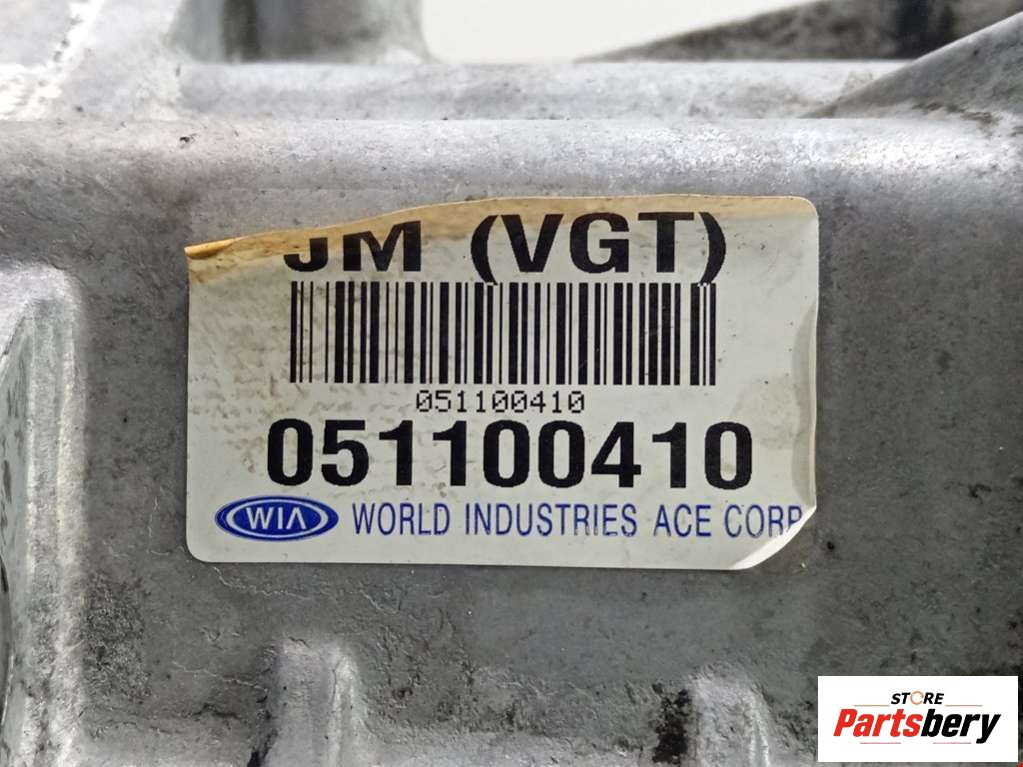 JM (VGT)
051100410
051100410
WIA WORLD INDUSTRIES ACE CORP
STORE
Partsbery